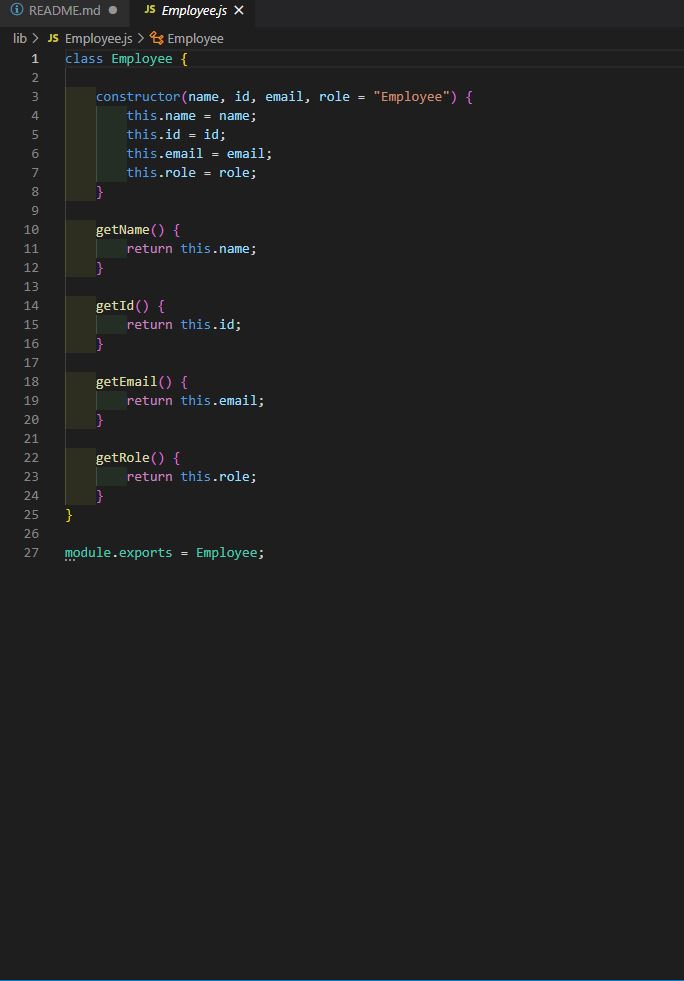 README.md
JS Employee.js
lib > JS Employee.js > Employee
1 class Employee {
2
3     constructor(name, id, email, role = "Employee") {
4         this.name = name;
5         this.id = id;
6         this.email = email;
7         this.role = role;
8     }
9
10     getName() {
11         return this.name;
12     }
13
14     getId() {
15         return this.id;
16     }
17
18     getEmail() {
19         return this.email;
20     }
21
22     getRole() {
23         return this.role;
24     }
25 }
26
27 module.exports = Employee;